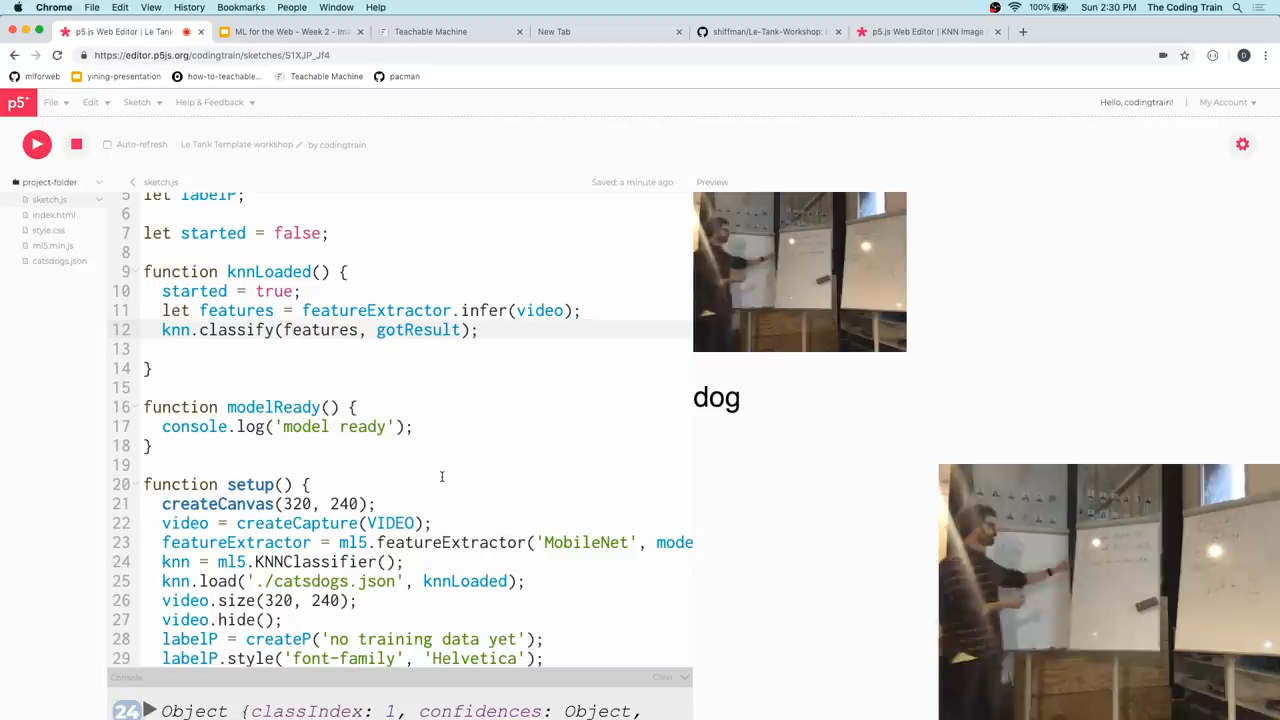 Chrome File Edit View History Bookmarks People Window Help
100% Sun 2:30 PM The Coding Train
p5.js Web Editor | Le Tank
ML for the Web - Week 2 - Im
Teachable Machine
New Tab
shiffman/Le-Tank-Workshop:
p5.js Web Editor | KNN Image
https://editor.p5js.org/codingtrain/sketches/S1XJP_Jf4
mlforweb yining-presentation how-to-teachable... Teachable Machine pacman
p5* File Edit Sketch Help & Feedback Hello, codingtrain! | My Account
Auto-refresh Le Tank Template workshop by codingtrain
project-folder
sketch.js
index.html
style.css
ml5.min.js
catsdogs.json
sketch.js Saved: a minute ago Preview
5 let labelP;
6
7 let started = false;
8
9 function knnLoaded() {
10 started = true;
11 let features = featureExtractor.infer(video);
12 knn.classify(features, gotResult);
13
14 }
15
16 function modelReady() {
17 console.log('model ready');
18 }
19
20 function setup() {
21 createCanvas(320, 240);
22 video = createCapture(VIDEO);
23 featureExtractor = ml5.featureExtractor('MobileNet', mode
24 knn = ml5.KNNClassifier();
25 knn.load('./catsdogs.json', knnLoaded);
26 video.size(320, 240);
27 video.hide();
28 labelP = createP('no training data yet');
29 labelP.style('font-family', 'Helvetica');
dog
Console Clear
24 Object {classIndex: 1, confidences: Object,